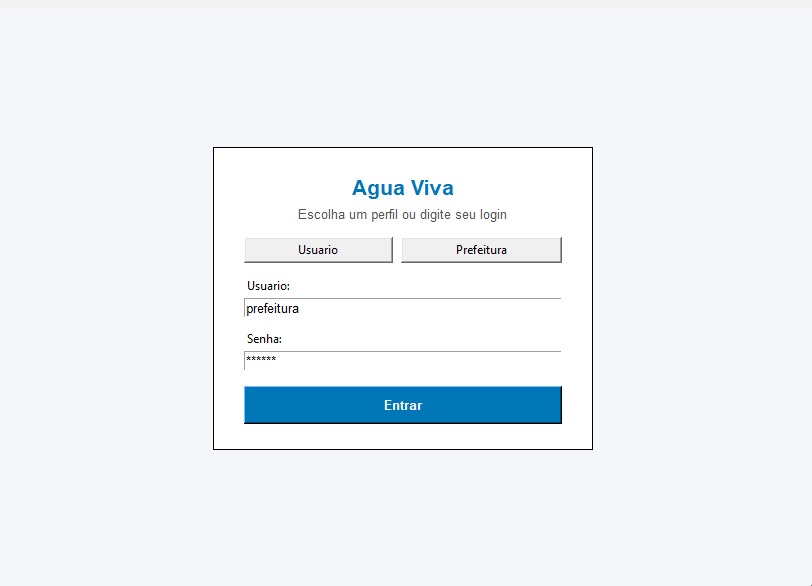 Agua Viva
Escolha um perfil ou digite seu login
Usuario
Prefeitura
Usuario:
prefeitura
Senha:
******
Entrar